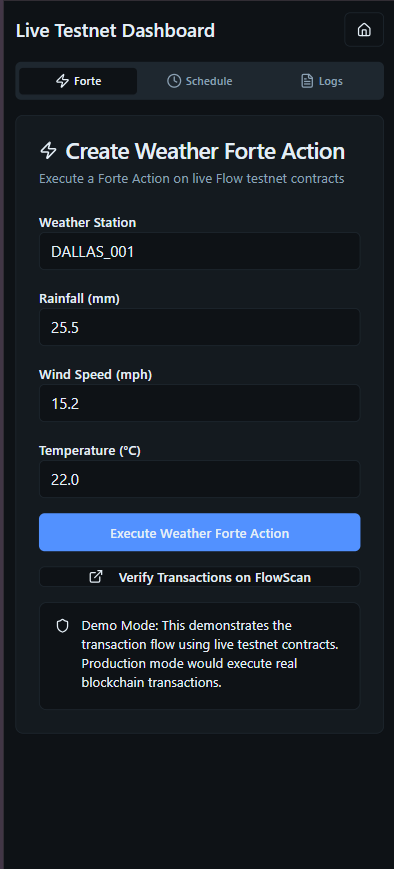 Live Testnet Dashboard
Forte
Schedule
Logs
Create Weather Forte Action
Execute a Forte Action on live Flow testnet contracts
Weather Station
DALLAS_001
Rainfall (mm)
25.5
Wind Speed (mph)
15.2
Temperature (°C)
22.0
Execute Weather Forte Action
Verify Transactions on FlowScan
Demo Mode: This demonstrates the
transaction flow using live testnet contracts.
Production mode would execute real
blockchain transactions.